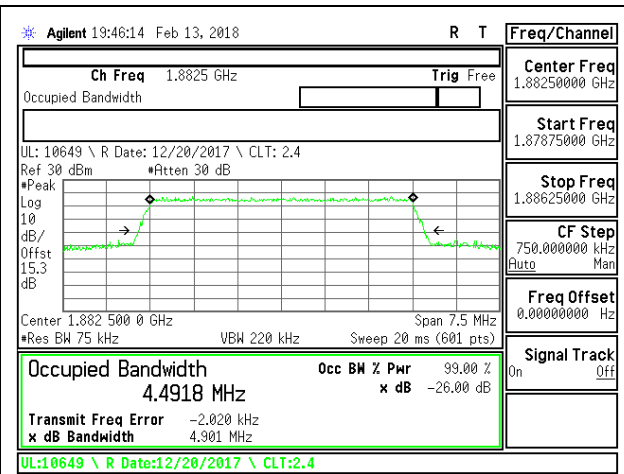 Agilent 19:46:14 Feb 13, 2018 R T
Ch Freq 1.8825 GHz Trig Free
Occupied Bandwidth
UL: 10649 \ R Date: 12/20/2017 \ CLT: 2.4
Ref 30 dBm #Atten 30 dB
#Peak
Log
10
dB/
Offst
15.3
dB
Center 1.882 500 0 GHz Span 7.5 MHz
#Res BW 75 kHz VBW 220 kHz Sweep 20 ms (601 pts)
Occupied Bandwidth Occ BW % Pwr 99.00 %
4.4918 MHz x dB -26.00 dB
Transmit Freq Error -2.020 kHz
x dB Bandwidth 4.901 MHz
UL:10649 \ R Date:12/20/2017 \ CLT:2.4
Freq/Channel
Center Freq
1.88250000 GHz
Start Freq
1.87875000 GHz
Stop Freq
1.88625000 GHz
CF Step
750.000000 kHz
Auto Man
Freq Offset
0.00000000 Hz
Signal Track
On Off